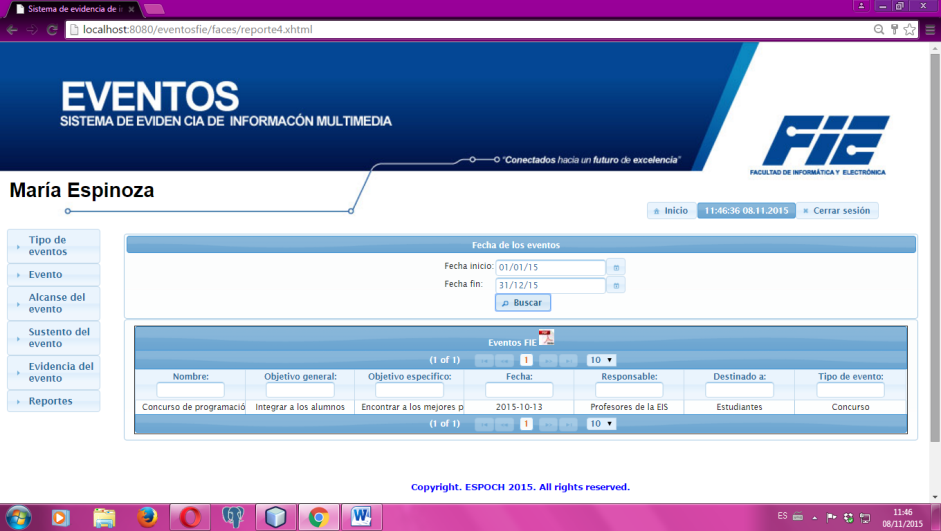 Sistema de evidencia de in
localhost:8080/eventosfie/faces/reporte4.xhtml
EVENTOS
SISTEMA DE EVIDEN CIA DE INFORMACÓN MULTIMEDIA
"Conectados hacia un futuro de excelencia"
FIE
FACULTAD DE INFORMÁTICA Y ELECTRÓNICA
María Espinoza
Inicio 11:46:36 08.11.2015 Cerrar sesión
Tipo de eventos
Evento
Alcanse del evento
Sustento del evento
Evidencia del evento
Reportes
Fecha de los eventos
Fecha inicio: 01/01/15
Fecha fin: 31/12/15
Buscar
Eventos FIE
(1 of 1) 1 10
Nombre: Objetivo general: Objetivo especifico: Fecha: Responsable: Destinado a: Tipo de evento:
Concurso de programació Integrar a los alumnos Encontrar a los mejores p 2015-10-13 Profesores de la EIS Estudiantes Concurso
(1 of 1) 1 10
Copyright. ESPOCH 2015. All rights reserved.
ES 11:46
08/11/2015